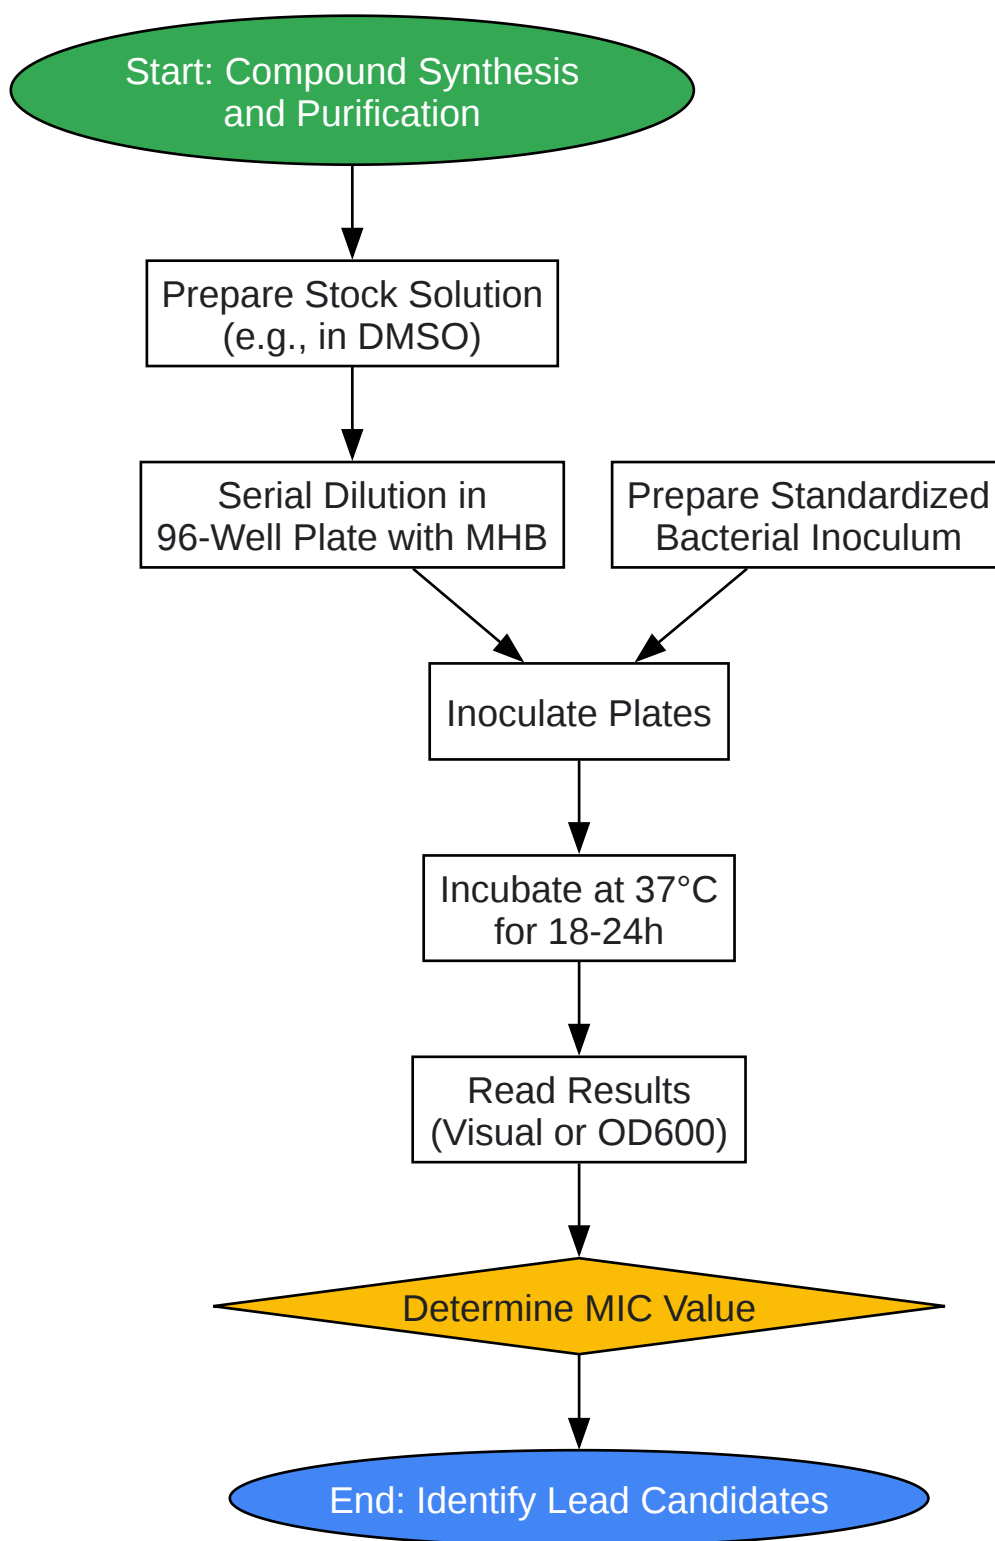 Start: Compound Synthesis
and Purification
Prepare Stock Solution
(e.g., in DMSO)
Serial Dilution in
96-Well Plate with MHB
Prepare Standardized
Bacterial Inoculum
Inoculate Plates
Incubate at 37°C
for 18-24h
Read Results
(Visual or OD600)
Determine MIC Value
End: Identify Lead Candidates